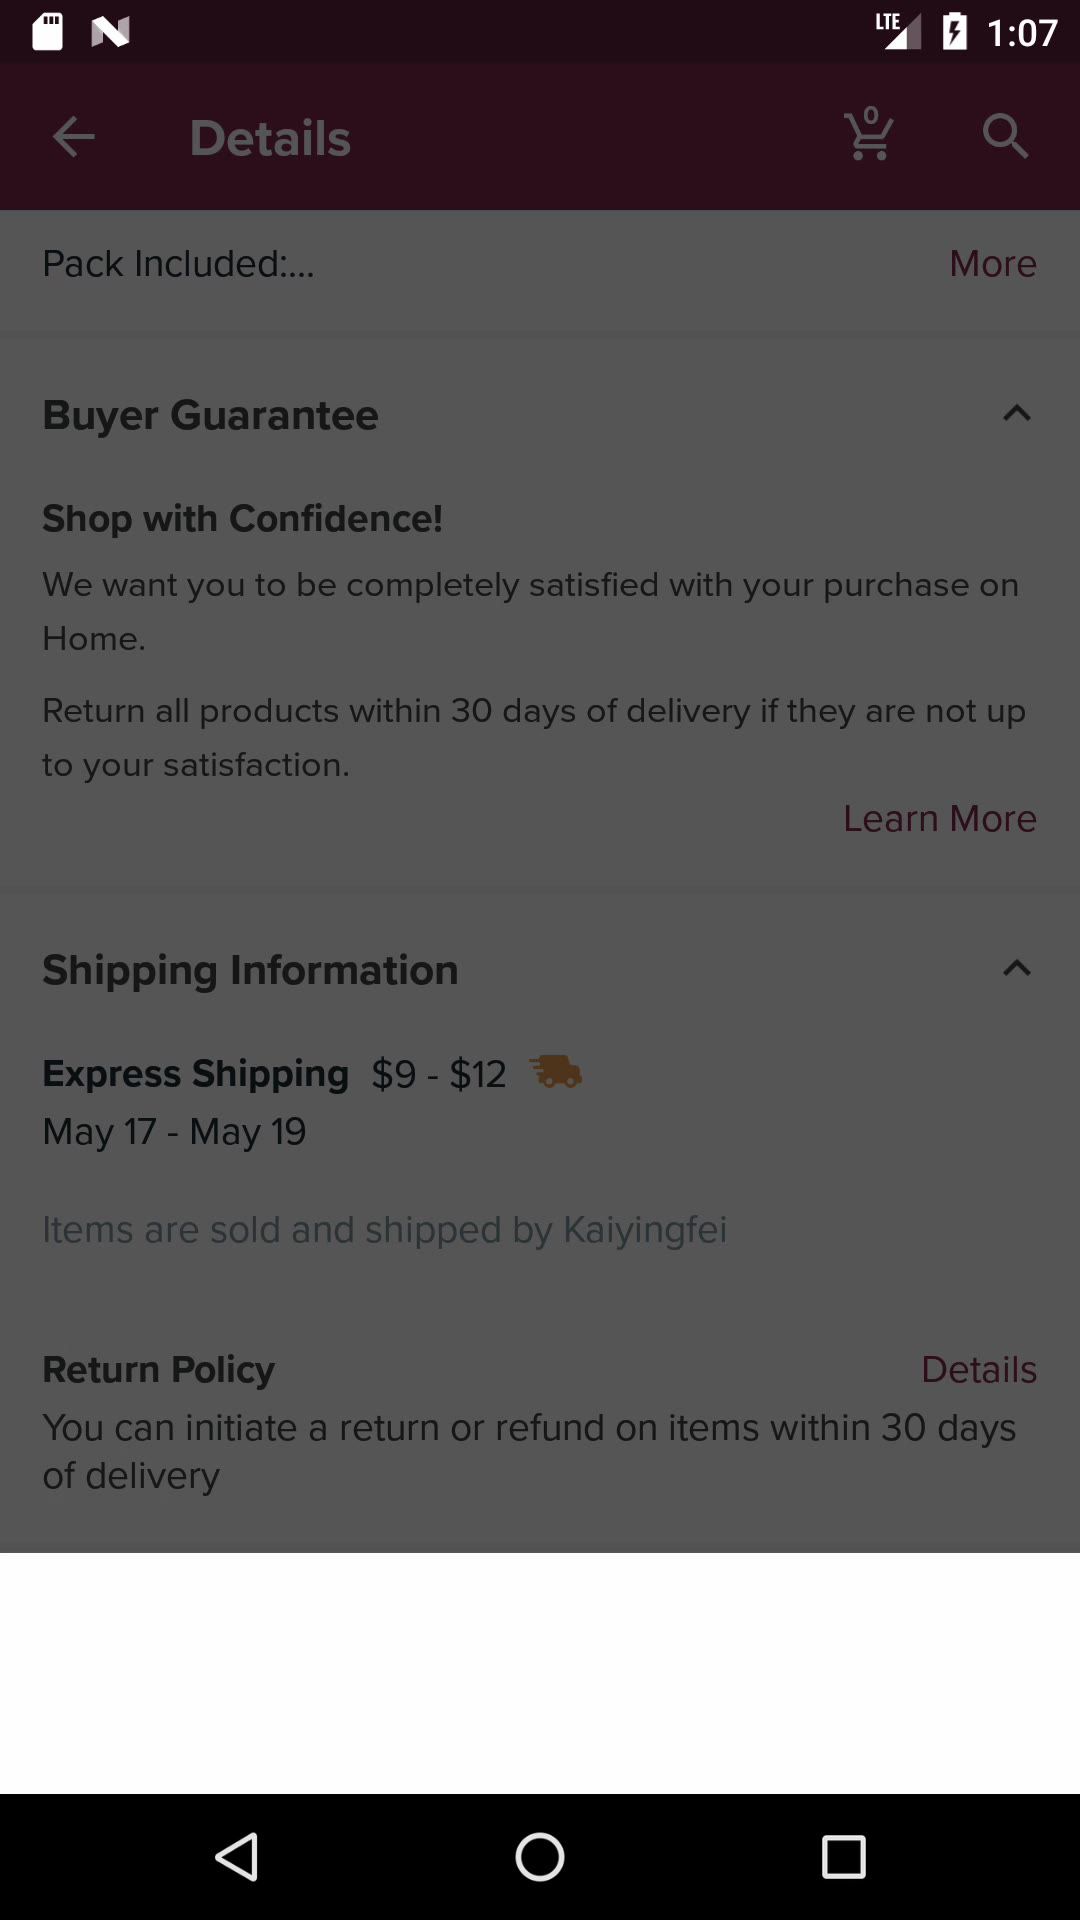 LTE 1:07
Details 0
Pack Included:... More
Buyer Guarantee
Shop with Confidence!
We want you to be completely satisfied with your purchase on
Home.
Return all products within 30 days of delivery if they are not up
to your satisfaction.
Learn More
Shipping Information
Express Shipping $9 - $12
May 17 - May 19
Items are sold and shipped by Kaiyingfei
Return Policy Details
You can initiate a return or refund on items within 30 days
of delivery